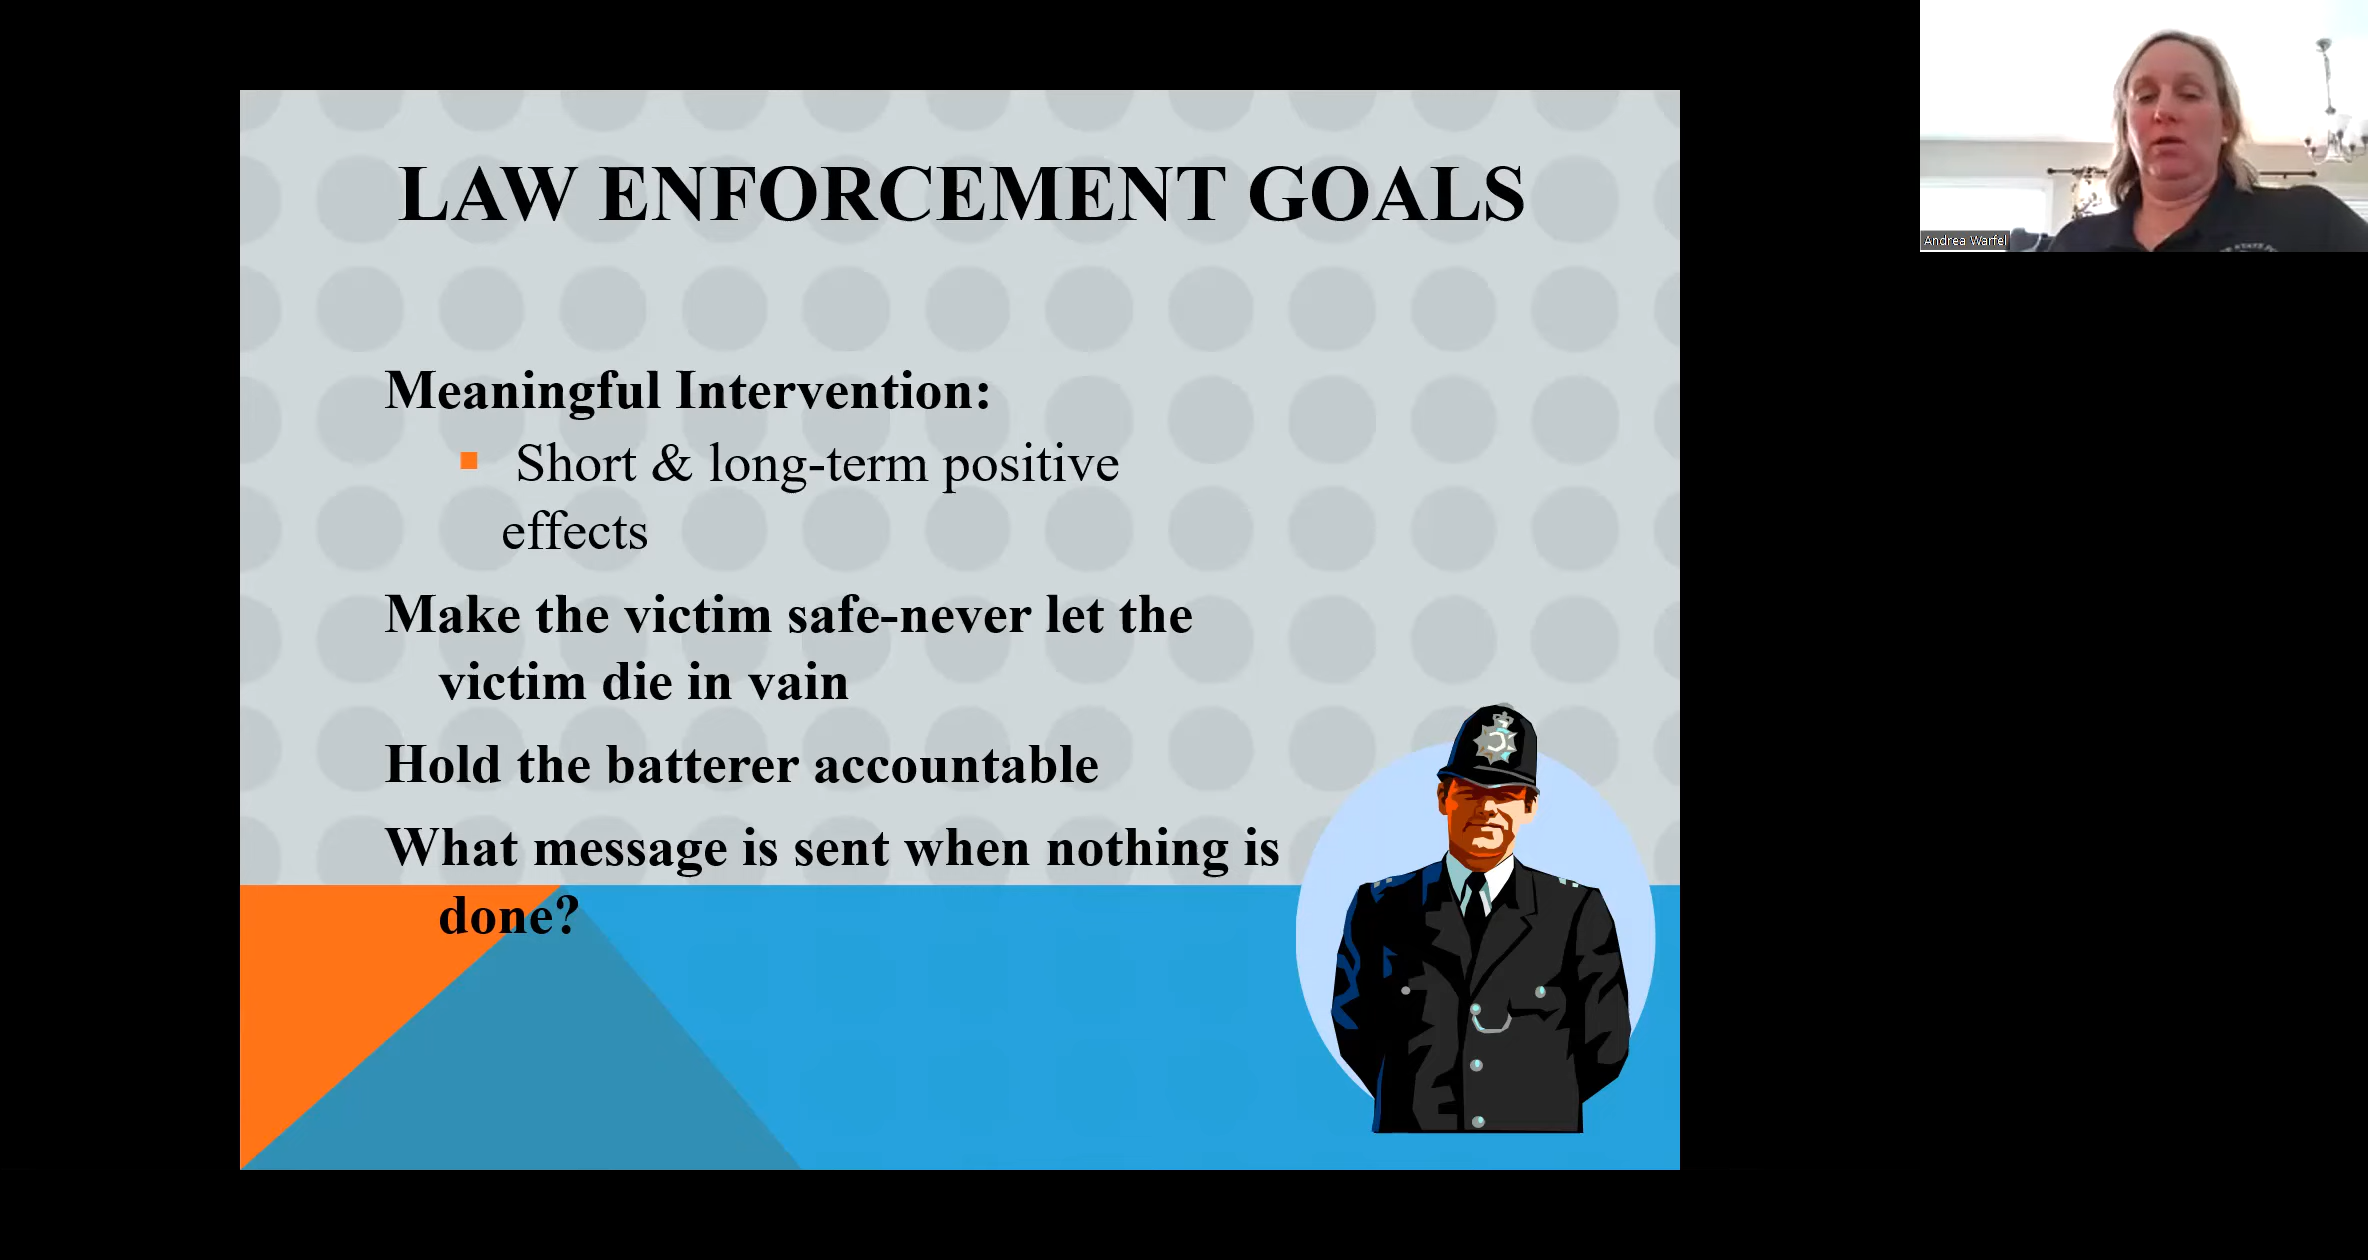 LAW ENFORCEMENT GOALS
Meaningful Intervention:
Short & long-term positive
effects
Make the victim safe-never let the
victim die in vain
Hold the batterer accountable
What message is sent when nothing is
done?
Andrea Warfel
STATE